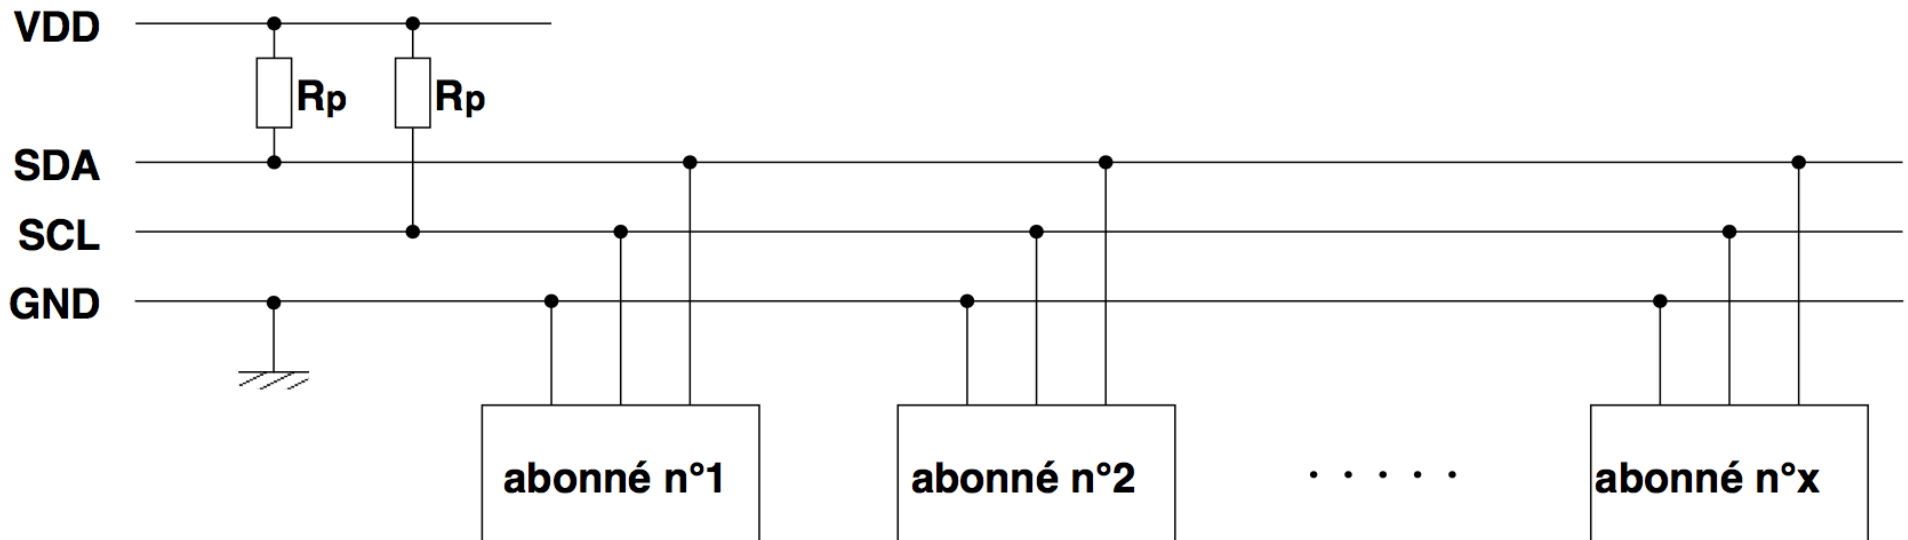 VDD
Rp Rp
SDA
SCL
GND
abonné n°1 abonné n°2 . . . . . abonné n°x